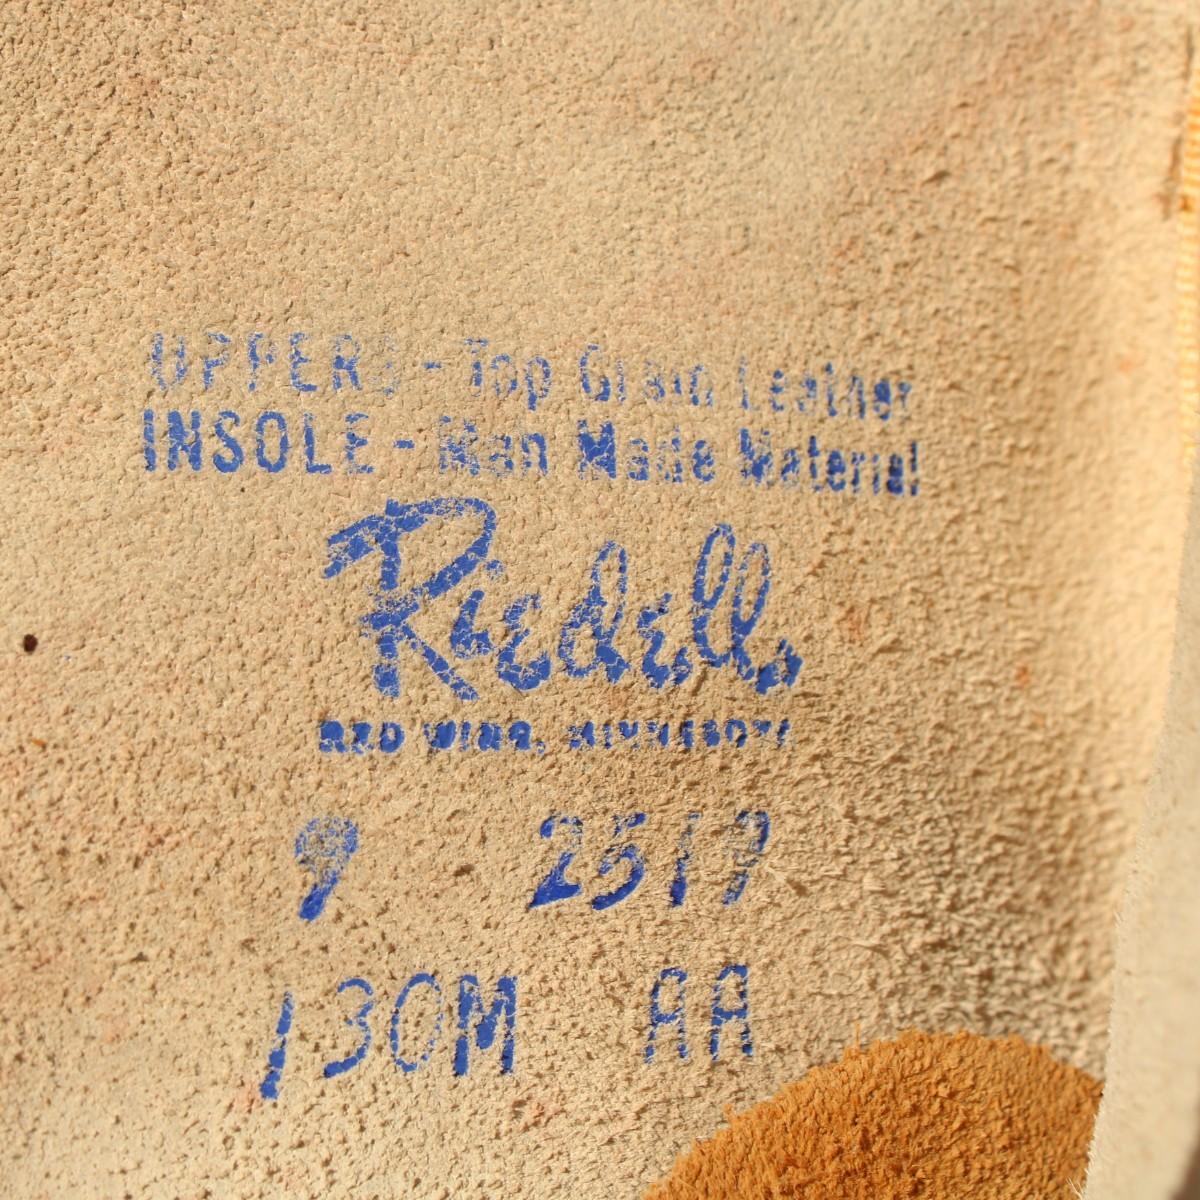 UPPERS - Top Grain Leather
INSOLE - Man Made Material
Riedell
RED WING, MINNESOTA
9 2519
130M AA